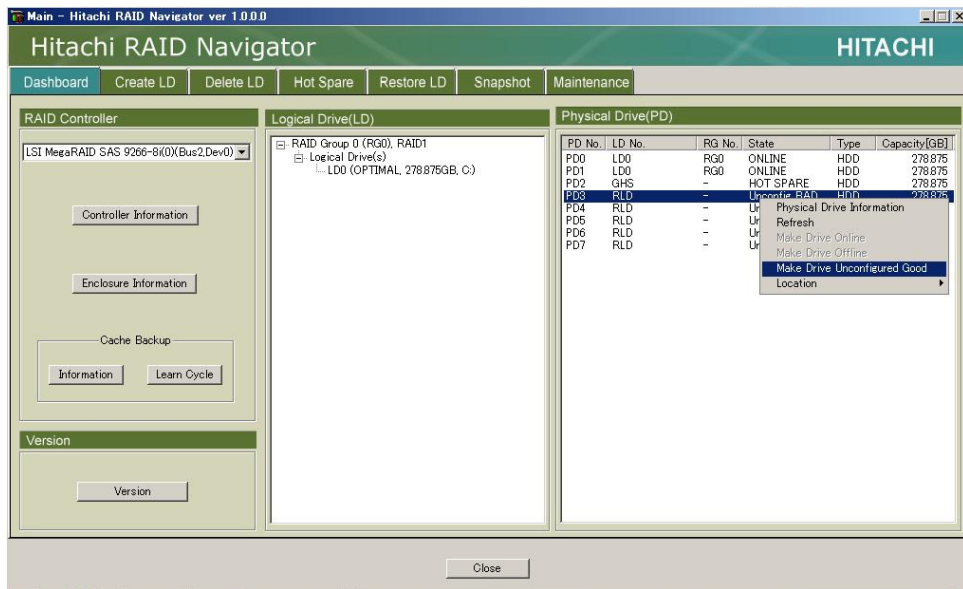 Main - Hitachi RAID Navigator ver 1.0.0.0
Hitachi RAID Navigator
HITACHI
Dashboard Create LD Delete LD Hot Spare Restore LD Snapshot Maintenance
RAID Controller
LSI MegaRAID SAS 9266-8i(0)(Bus2,Dev0)
Controller Information
Enclosure Information
Cache Backup
Information Learn Cycle
Version
Version
Logical Drive(LD)
RAID Group 0 (RG0), RAID1
Logical Drive(s)
LD0 (OPTIMAL, 278.875GB, C:)
Physical Drive(PD)
PD No. LD No. RG No. State Type Capacity[GB]
PD0 LD0 RG0 ONLINE HDD 278.875
PD1 LD0 RG0 ONLINE HDD 278.875
PD2 GHS - HOT SPARE HDD 278.875
PD3 RLD - Unconfig BAD HDD 278.875
PD4 RLD - Ur
PD5 RLD - Ur
PD6 RLD - Ur
PD7 RLD - Ur
Physical Drive Information
Refresh
Make Drive Online
Make Drive Offline
Make Drive Unconfigured Good
Location
Close